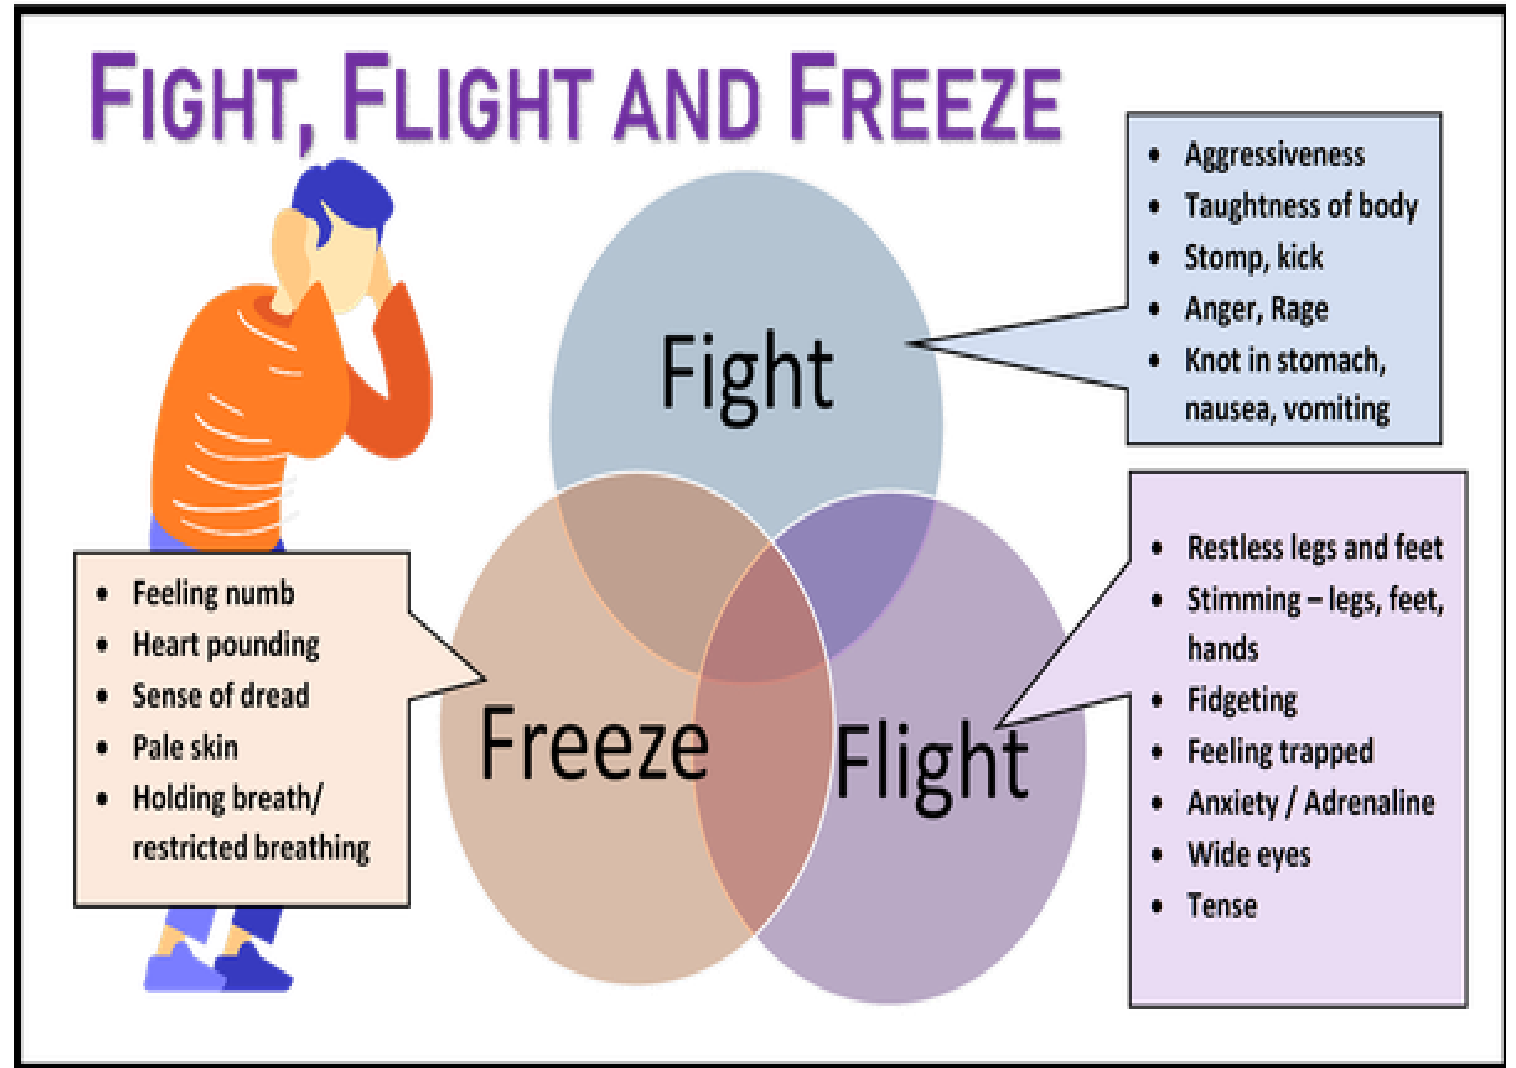 FIGHT, FLIGHT AND FREEZE
Fight
Freeze
Flight
• Aggressiveness
• Taughtness of body
• Stomp, kick
• Anger, Rage
• Knot in stomach,
nausea, vomiting
• Restless legs and feet
• Stimming – legs, feet,
hands
• Fidgeting
• Feeling trapped
• Anxiety / Adrenaline
• Wide eyes
• Tense
• Feeling numb
• Heart pounding
• Sense of dread
• Pale skin
• Holding breath/
restricted breathing